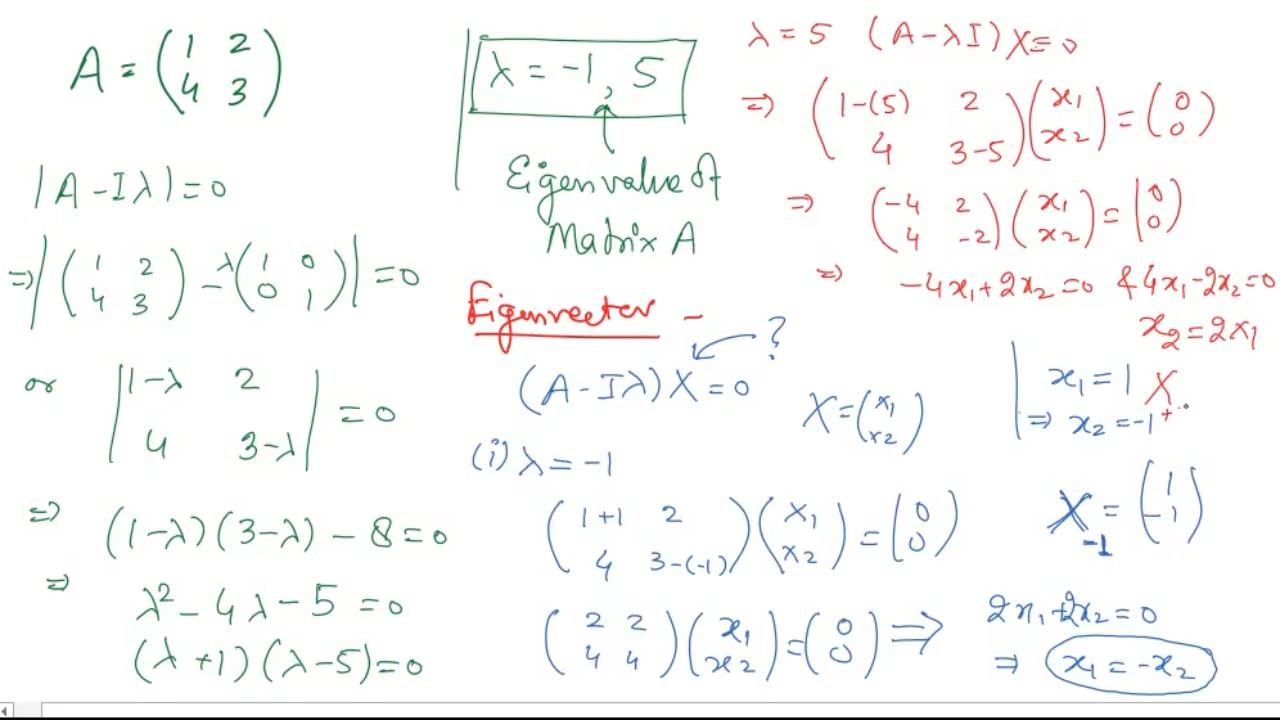 A = (1 2
4 3)
|A - Iλ| = 0
⇒ |(1 2
4 3) - λ(1 0
0 1)| = 0
or |1-λ 2
4 3-λ| = 0
⇒ (1-λ)(3-λ) - 8 = 0
⇒ λ² - 4λ - 5 = 0
(λ+1)(λ-5) = 0
λ = -1, 5
Eigenvalue of
Matrix A
Eigenvector -
?
(A - Iλ)X = 0
X = (x₁
x₂)
(i) λ = -1
(1+1 2
4 3-(-1)) (x₁
x₂) = (0
0)
(2 2
4 4) (x₁
x₂) = (0
0) ⇒
2x₁+2x₂ = 0
⇒ x₁ = -x₂
x₁ = 1
⇒ x₂ = -1
X₋₁ = (1
-1)
λ = 5 (A - λI) X = 0
⇒ (1-(5) 2
4 3-5) (x₁
x₂) = (0
0)
⇒ (-4 2
4 -2) (x₁
x₂) = (0
0)
⇒ -4x₁+2x₂ = 0 & 4x₁-2x₂ = 0
x₂ = 2x₁
X